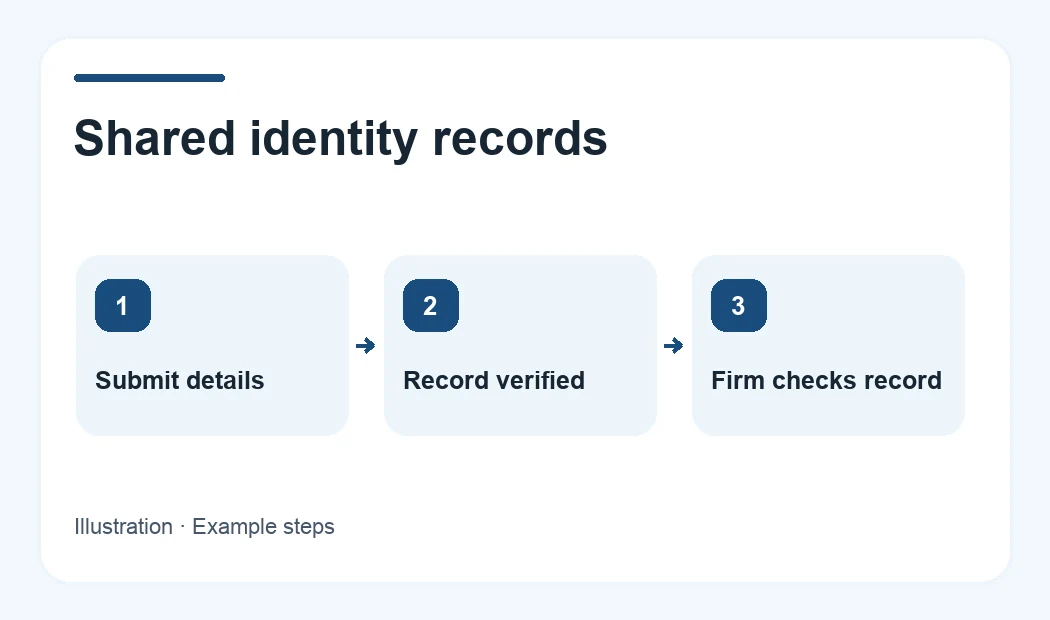 Shared identity records
1
2
3
Submit details
Record verified
Firm checks record
Illustration · Example steps